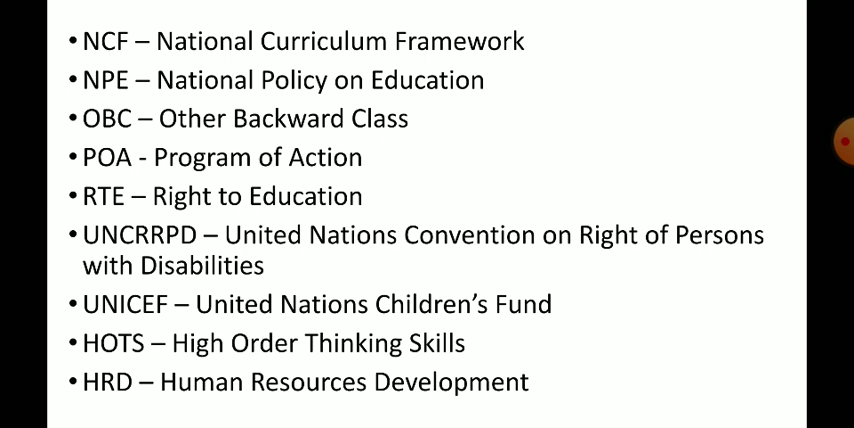 • NCF – National Curriculum Framework
• NPE – National Policy on Education
• OBC – Other Backward Class
• POA - Program of Action
• RTE – Right to Education
• UNCRRPD – United Nations Convention on Right of Persons
with Disabilities
• UNICEF – United Nations Children’s Fund
• HOTS – High Order Thinking Skills
• HRD – Human Resources Development